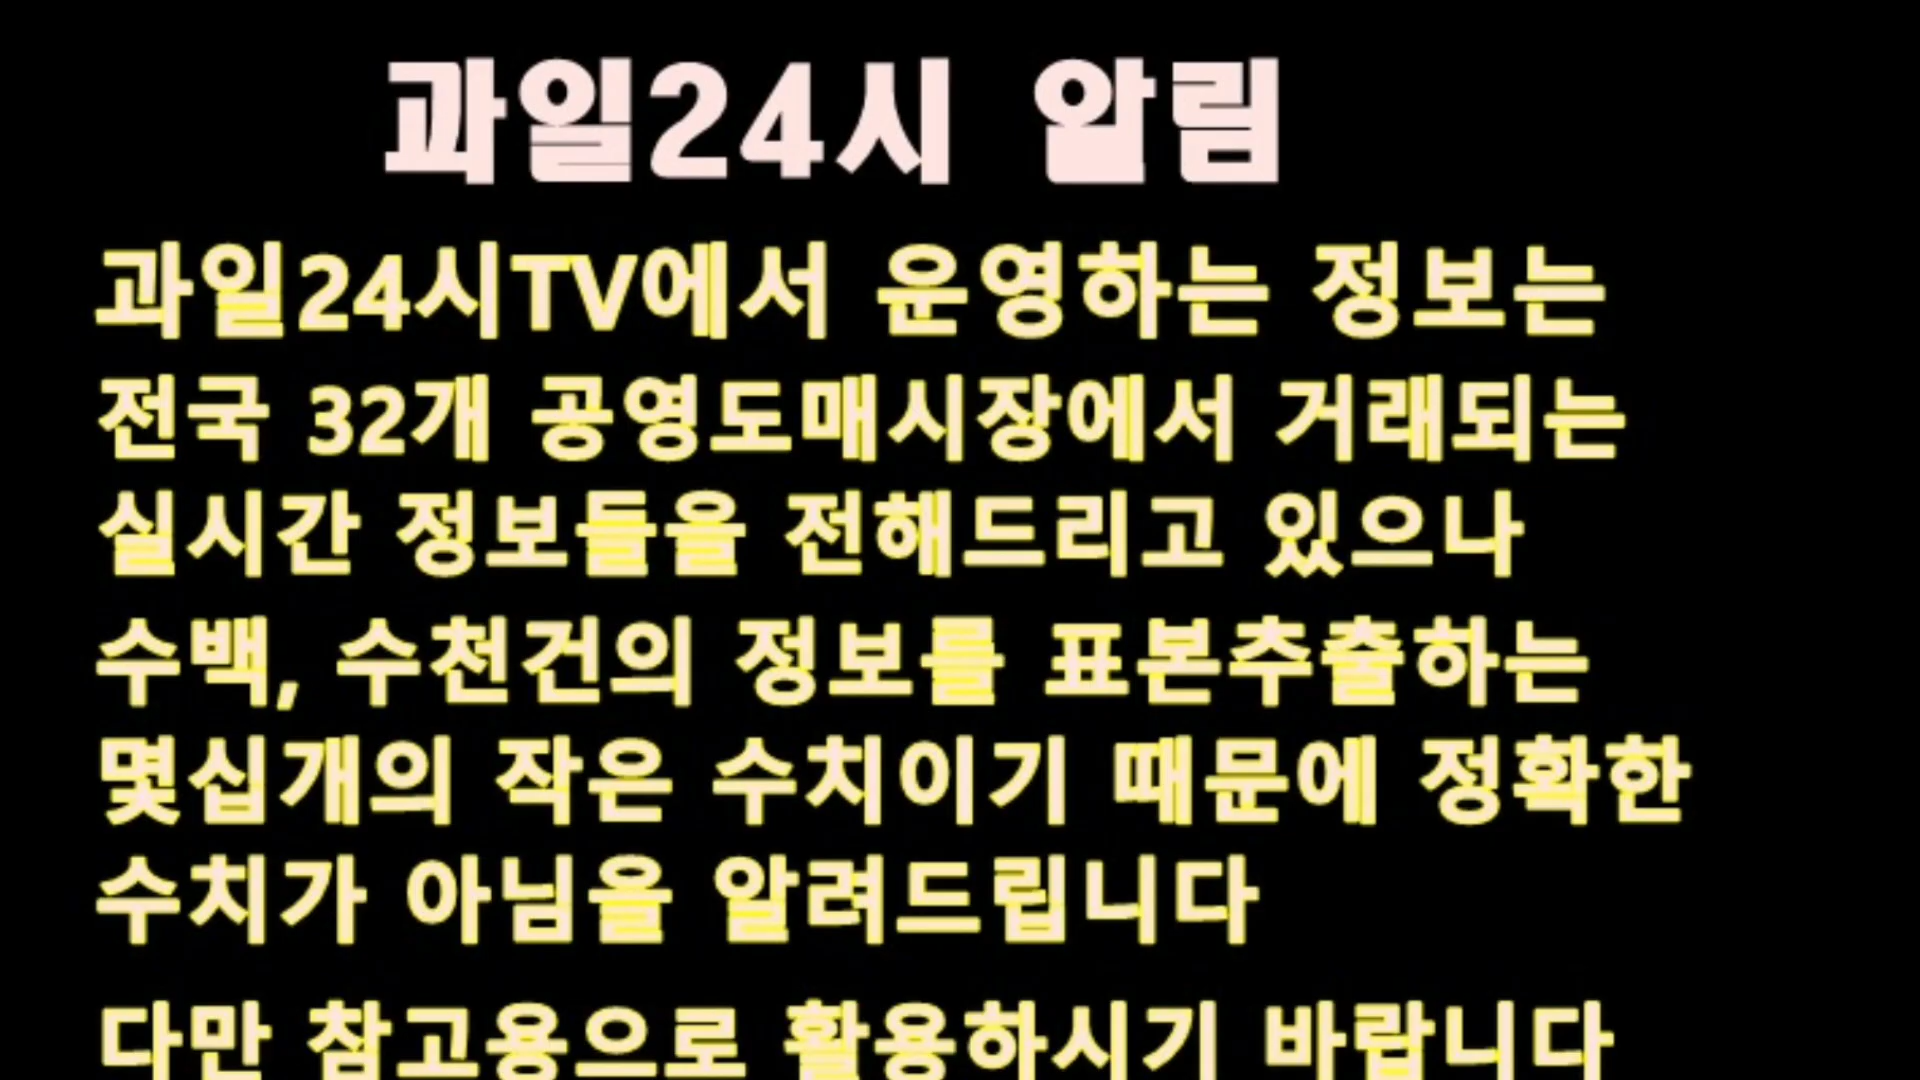 과일24시 알림
과일24시TV에서 운영하는 정보는
전국 32개 공영도매시장에서 거래되는
실시간 정보들을 전해드리고 있으나
수백, 수천건의 정보를 표본추출하는
몇십개의 작은 수치이기 때문에 정확한
수치가 아님을 알려드립니다
다만 참고용으로 활용하시기 바랍니다